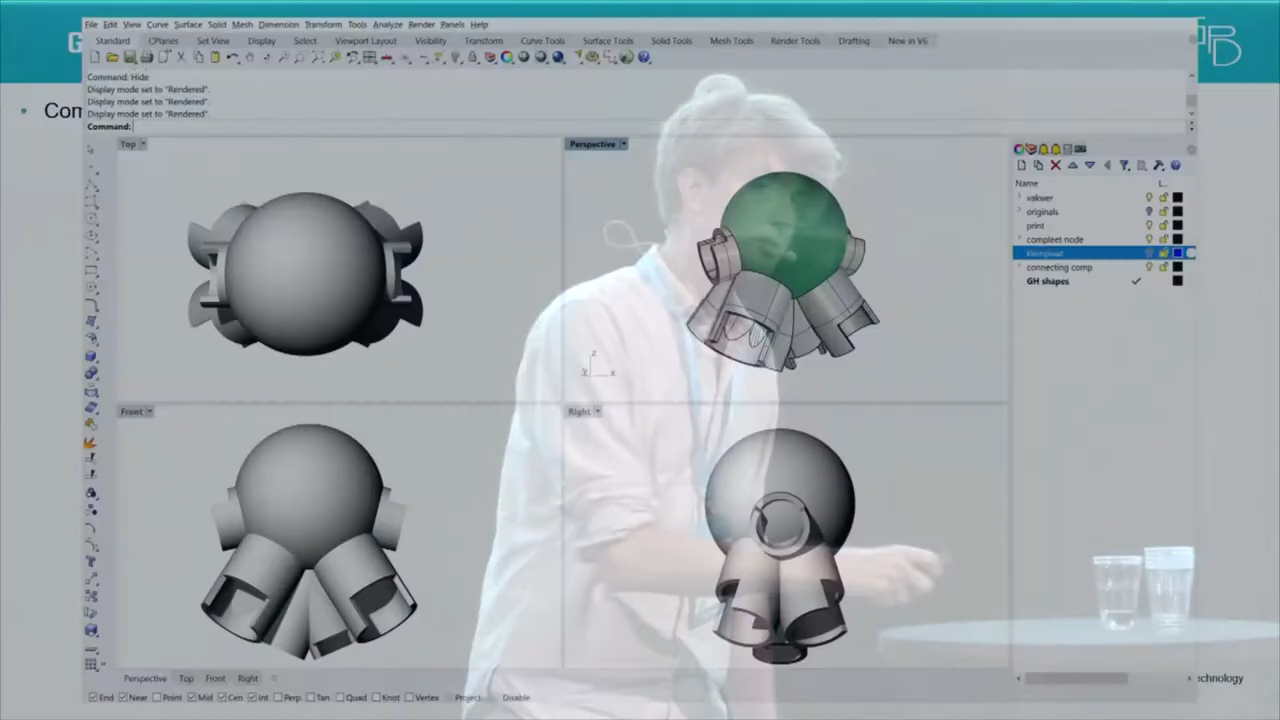 File Edit View Curve Surface Solid Mesh Dimension Transform Tools Analyze Render Panels Help
Standard CPlanes Set View Display Select Viewport Layout Visibility Transform Curve Tools Surface Tools Solid Tools Mesh Tools Render Tools Drafting New in V6
Command: Hide
Display mode set to "Rendered".
Display mode set to "Rendered".
Display mode set to "Rendered".
Command:
• Com
Top
Perspective
Name L...
vakwer
originals
print
compleet node
klemplaat
connecting comp
GH shapes
z
y x
Front
Right
Perspective Top Front Right
chnology
End Near Point Mid Cen Int Perp Tan Quad Knot Vertex Project Disable